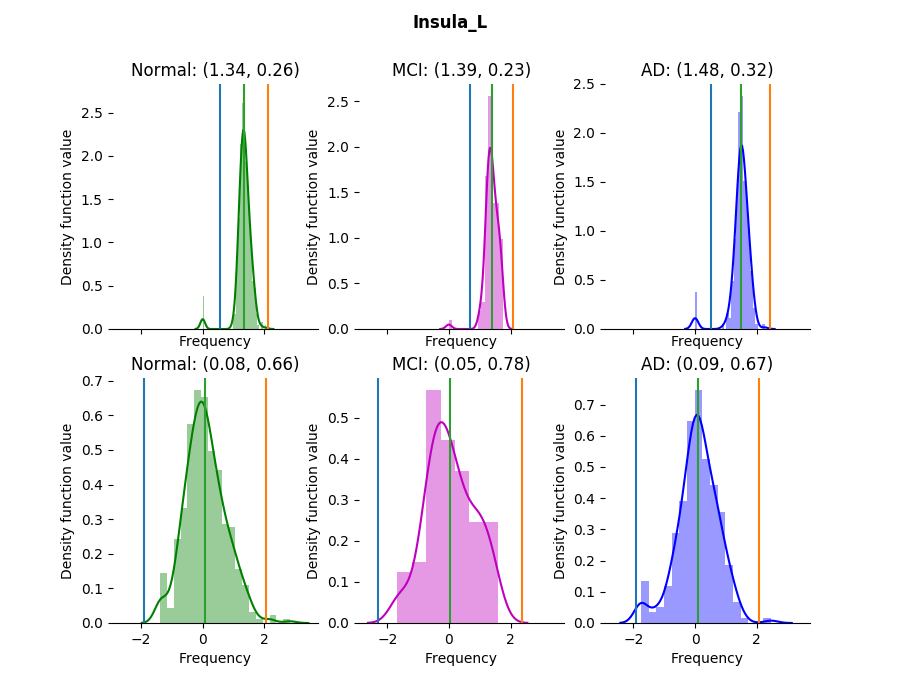 Insula_L
Normal: (1.34, 0.26)
MCI: (1.39, 0.23)
AD: (1.48, 0.32)
Density function value
2.5
2.0
1.5
1.0
0.5
0.0
Frequency
Density function value
2.5
2.0
1.5
1.0
0.5
0.0
Frequency
Density function value
2.5
2.0
1.5
1.0
0.5
0.0
Frequency
Normal: (0.08, 0.66)
MCI: (0.05, 0.78)
AD: (0.09, 0.67)
Density function value
0.7
0.6
0.5
0.4
0.3
0.2
0.1
0.0
−2 0 2
Frequency
Density function value
0.5
0.4
0.3
0.2
0.1
0.0
−2 0 2
Frequency
Density function value
0.7
0.6
0.5
0.4
0.3
0.2
0.1
0.0
−2 0 2
Frequency